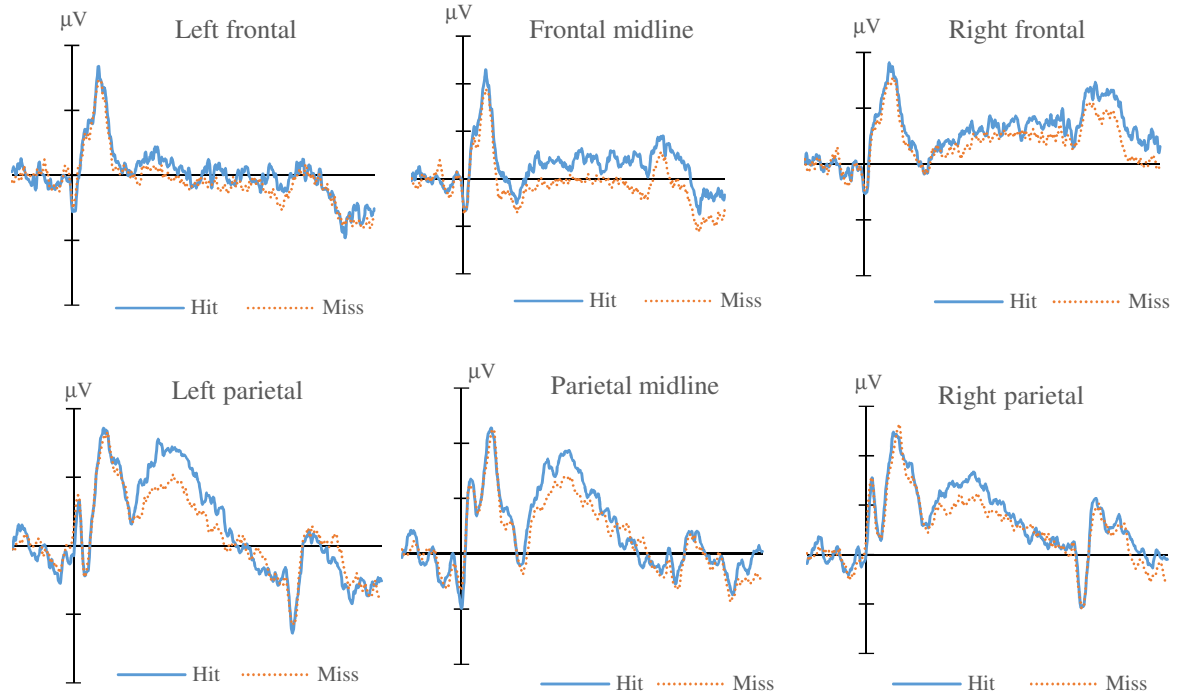 μV
Left frontal
Hit
Miss
μV
Frontal midline
Hit
Miss
μV
Right frontal
Hit
Miss
μV
Left parietal
Hit
Miss
μV
Parietal midline
Hit
Miss
μV
Right parietal
Hit
Miss